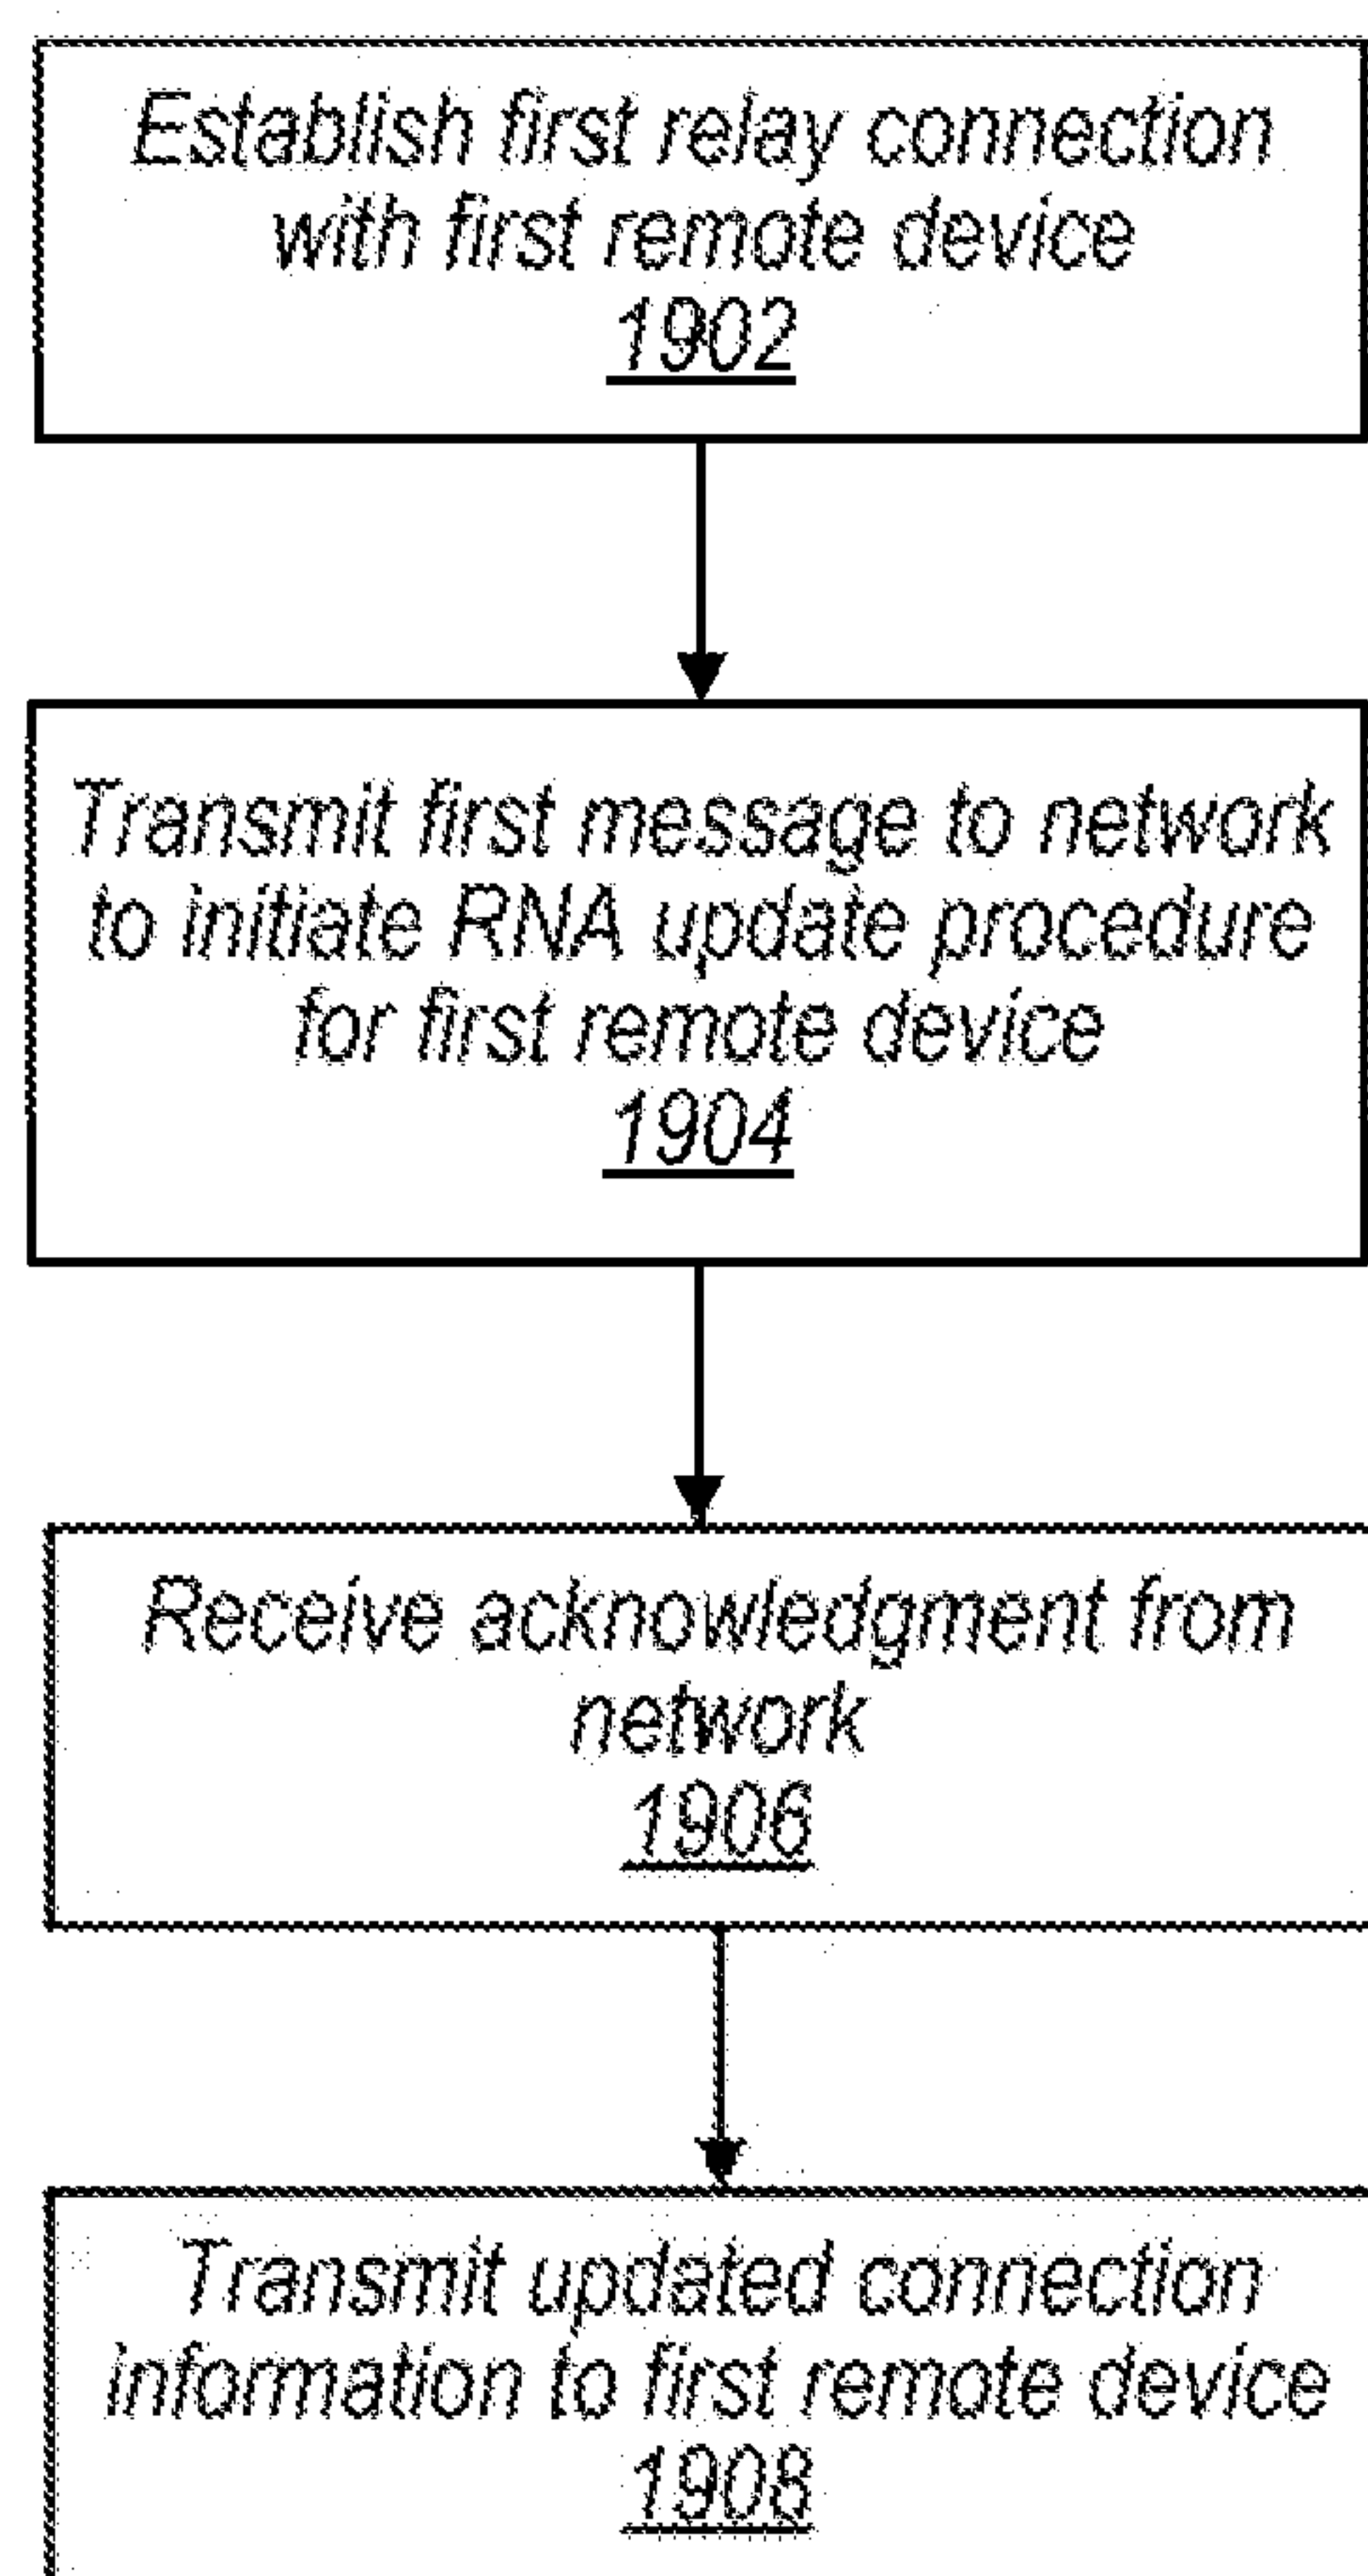 Establish first relay connection
with first remote device
1902
Transmit first message to network
to initiate RNA update procedure
for first remote device
1904
Receive acknowledgment from
network
1906
Transmit updated connection
information to first remote device
1908